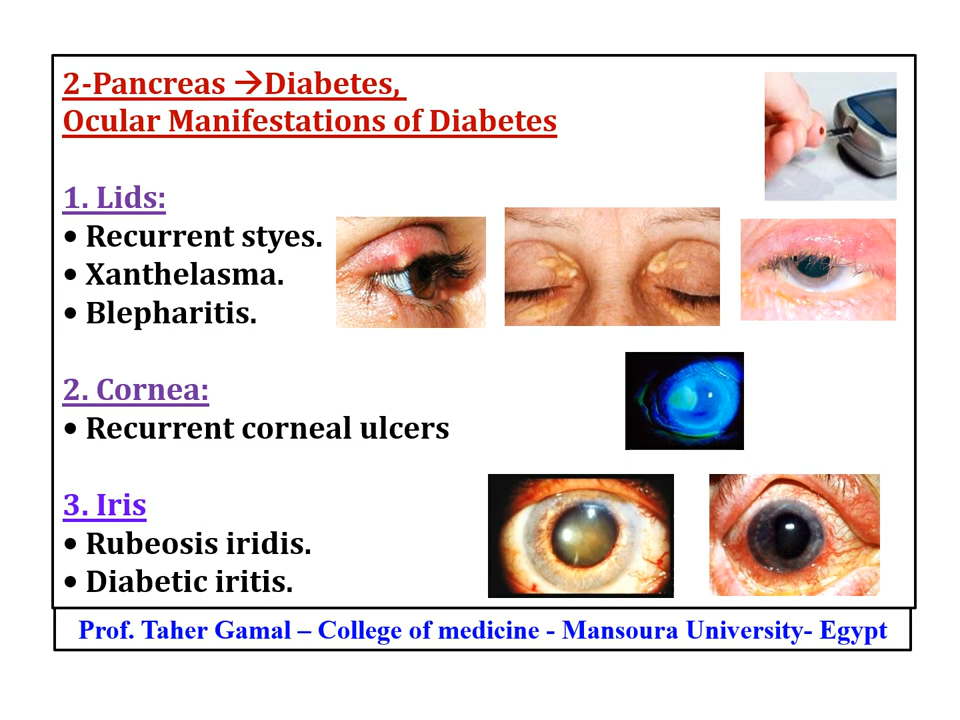 2-Pancreas →Diabetes,
Ocular Manifestations of Diabetes
1. Lids:
• Recurrent styes.
• Xanthelasma.
• Blepharitis.
2. Cornea:
• Recurrent corneal ulcers
3. Iris
• Rubeosis iridis.
• Diabetic iritis.
Prof. Taher Gamal – College of medicine - Mansoura University- Egypt